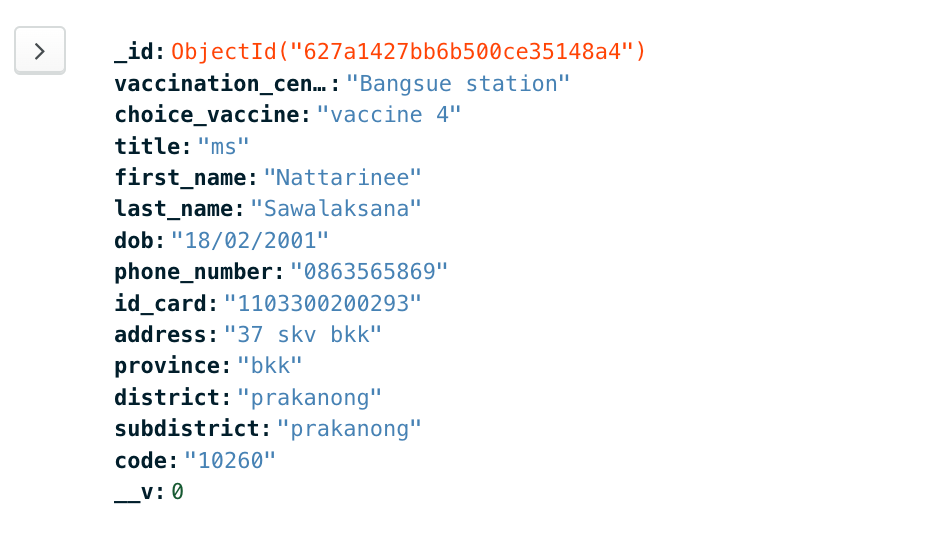 _id: ObjectId("627a1427bb6b500ce35148a4")
vaccination_cen… : "Bangsue station"
choice_vaccine: "vaccine 4"
title: "ms"
first_name: "Nattarinee"
last_name: "Sawalaksana"
dob: "18/02/2001"
phone_number: "0863565869"
id_card: "1103300200293"
address: "37 skv bkk"
province: "bkk"
district: "prakanong"
subdistrict: "prakanong"
code: "10260"
__v: 0